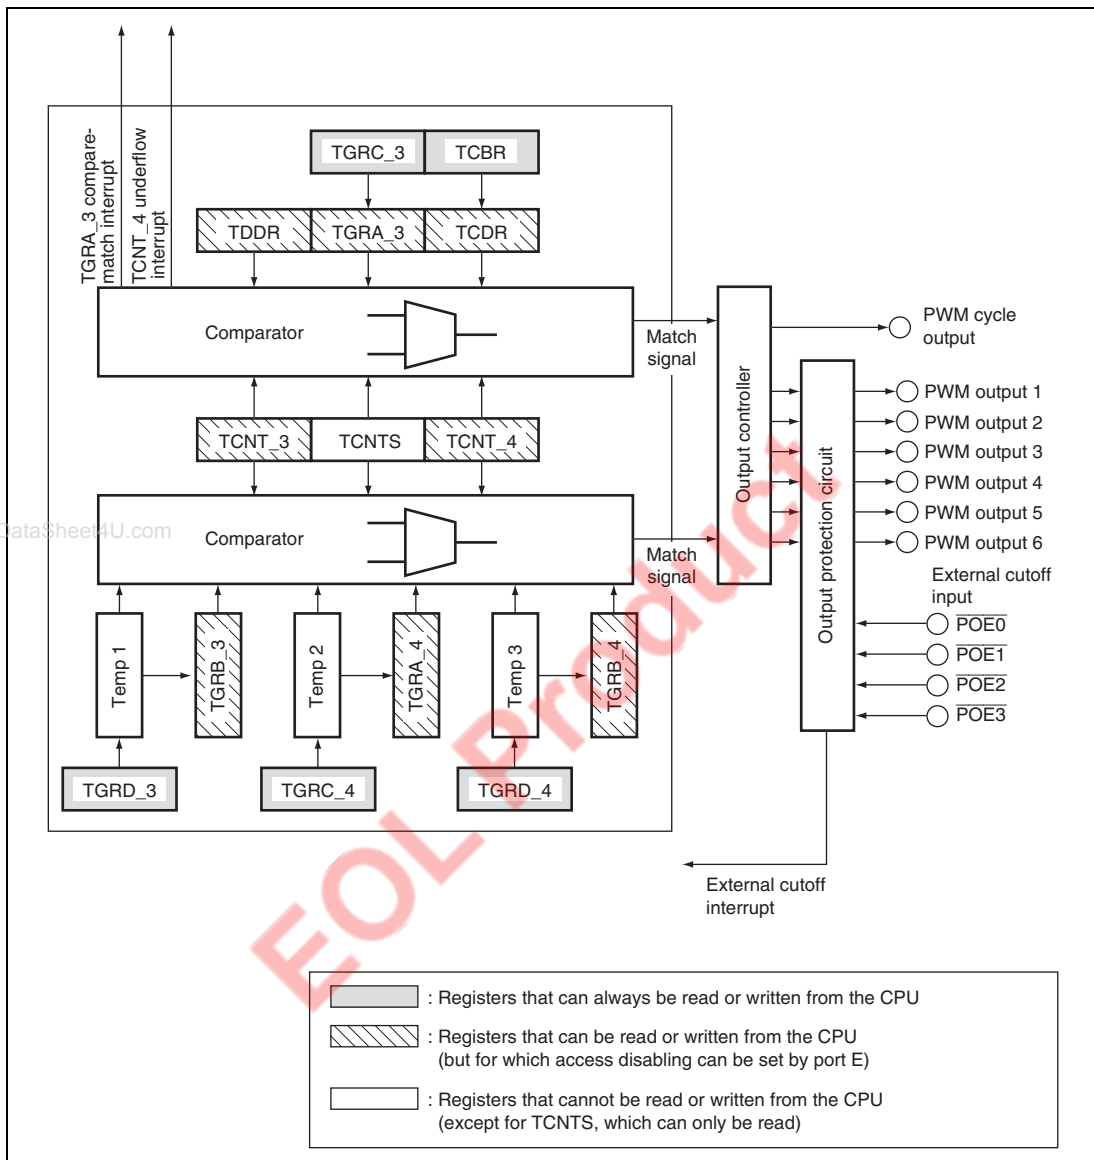 TGRA_3 compare-
match interrupt
TCNT_4 underflow
interrupt
TGRC_3
TCBR
TDDR
TGRA_3
TCDR
Comparator
Match
signal
Output controller
PWM cycle
output
Output protection circuit
PWM output 1
PWM output 2
PWM output 3
PWM output 4
PWM output 5
PWM output 6
TCNT_3
TCNTS
TCNT_4
DataSheet4U.com
Comparator
Match
signal
External cutoff
input
POE0
POE1
POE2
POE3
Temp 1
TGRB_3
Temp 2
TGRA_4
Temp 3
TGRB_4
TGRD_3
TGRC_4
TGRD_4
External cutoff
interrupt
EOL Product
: Registers that can always be read or written from the CPU
: Registers that can be read or written from the CPU
(but for which access disabling can be set by port E)
: Registers that cannot be read or written from the CPU
(except for TCNTS, which can only be read)